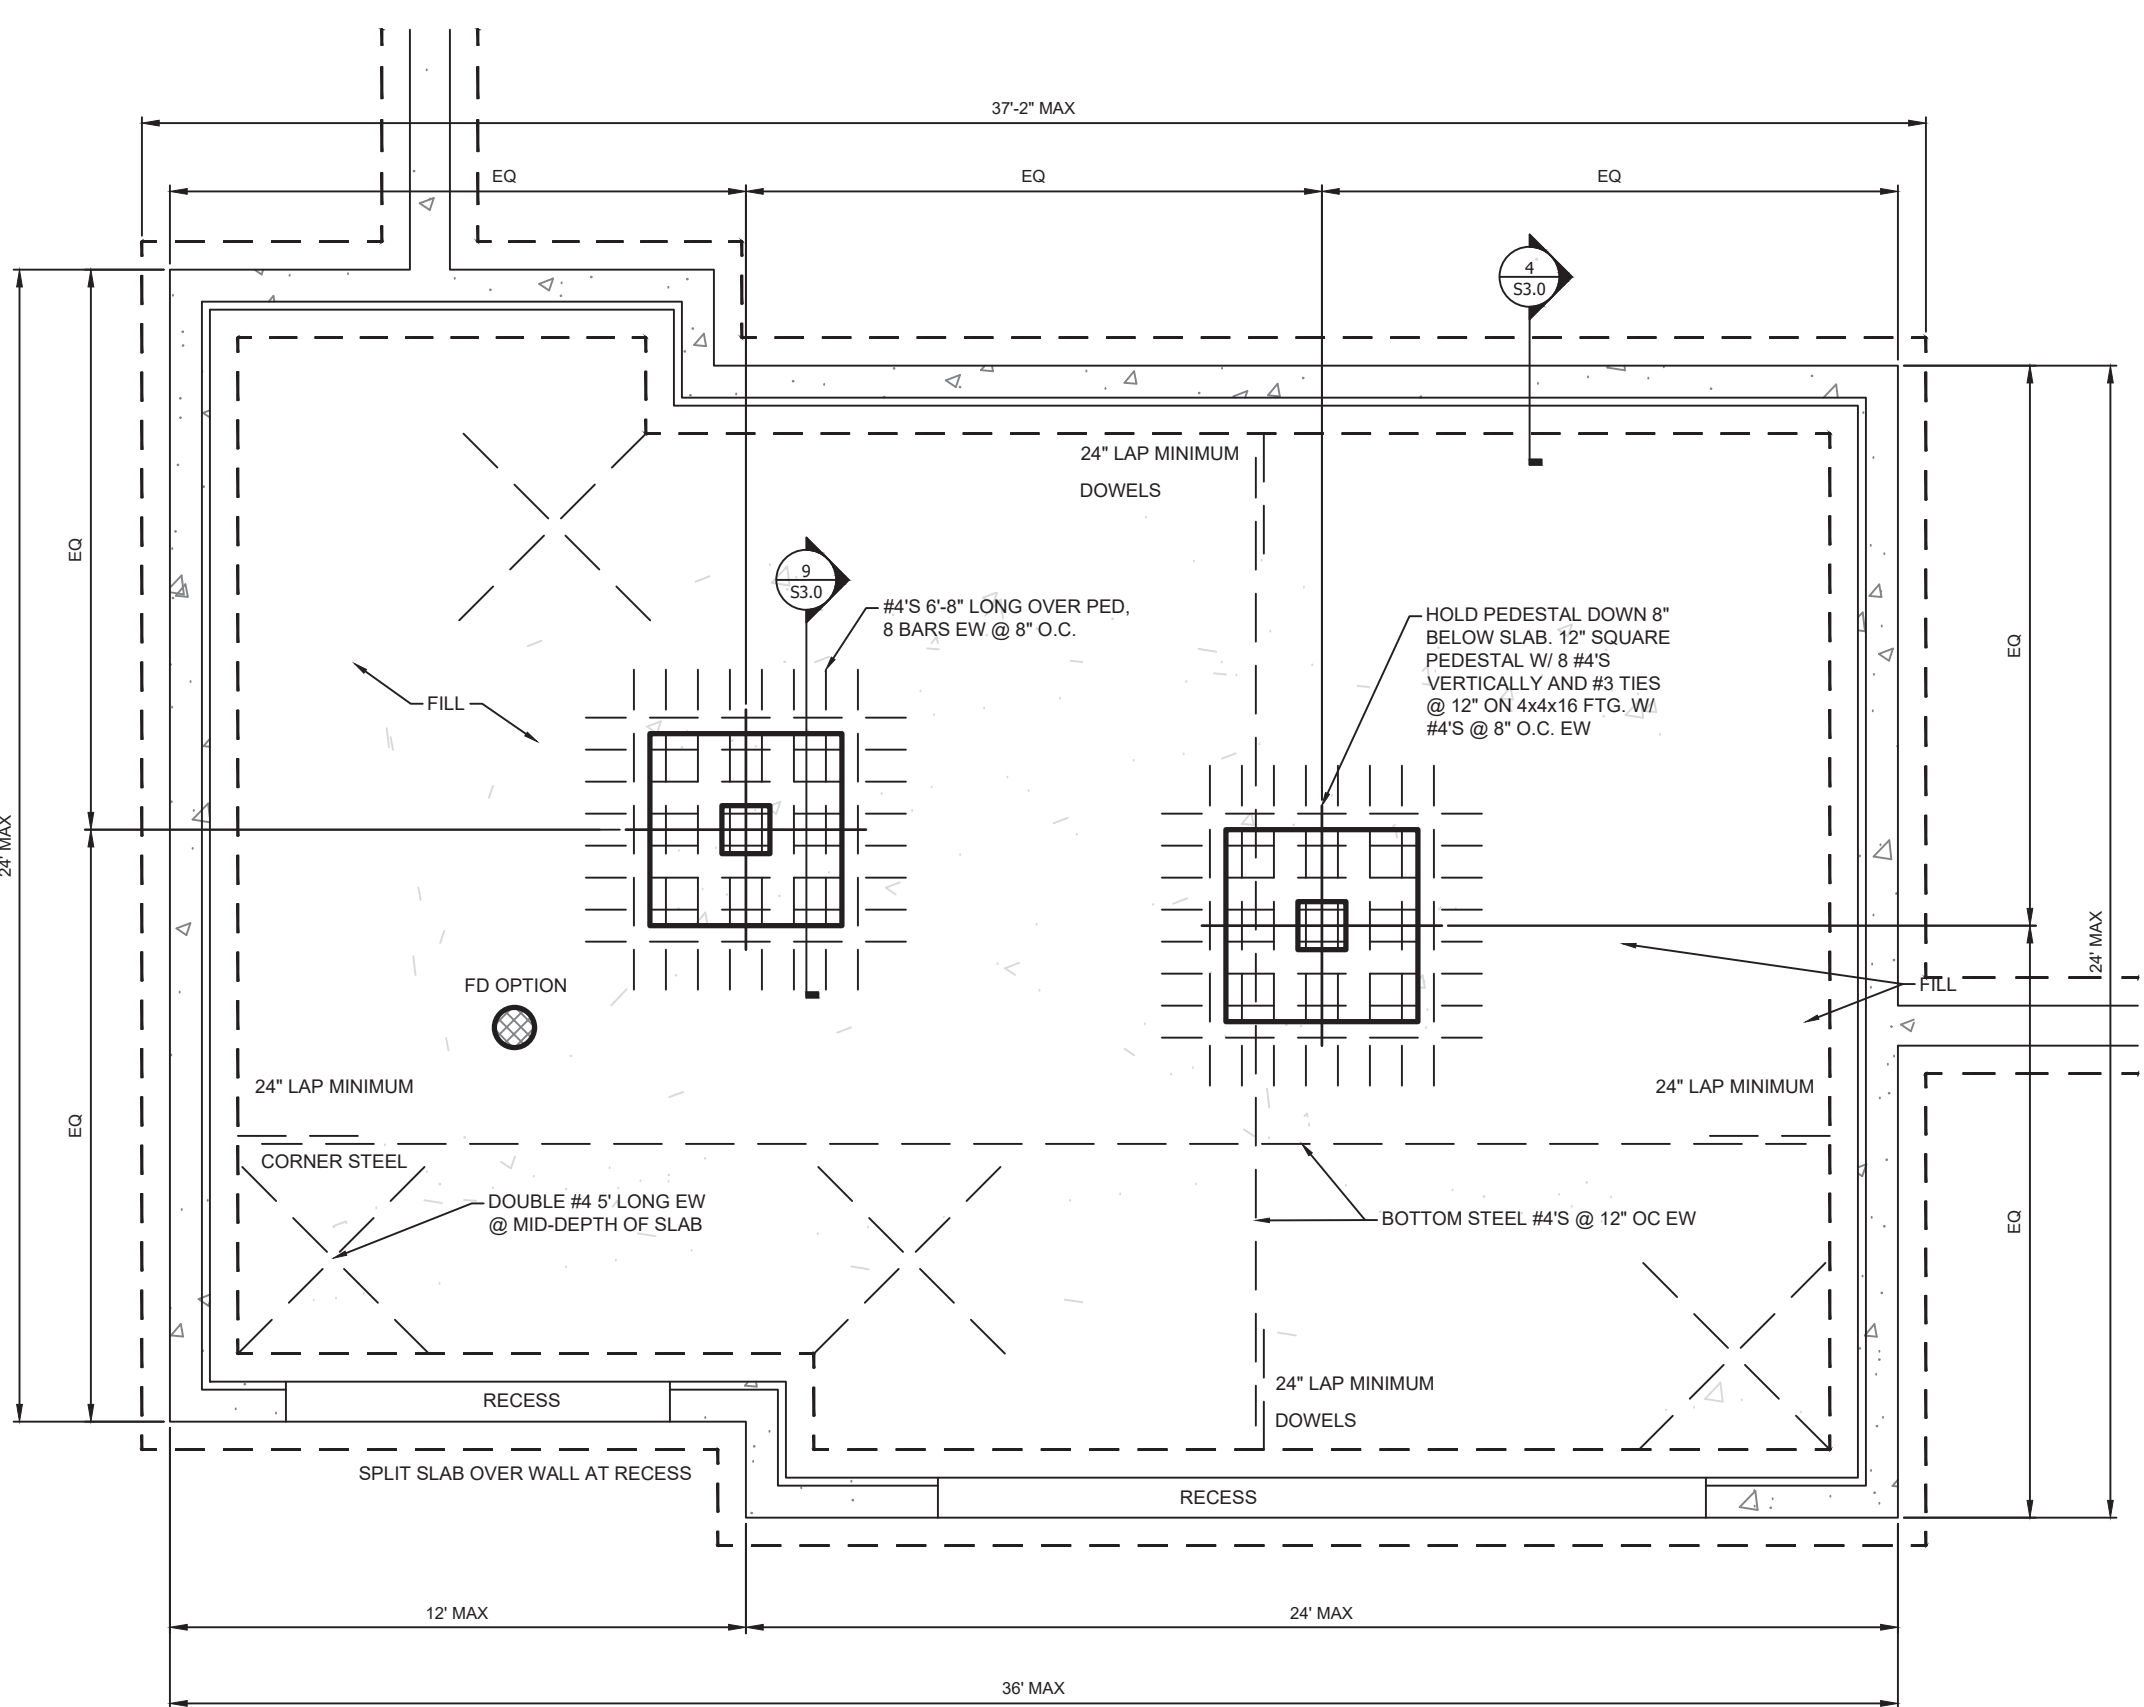 37'-2" MAX
EQ
EQ
EQ
4
S3.0
24" LAP MINIMUM
DOWELS
EQ
9
S3.0
#4'S 6'-8" LONG OVER PED,
8 BARS EW @ 8" O.C.
HOLD PEDESTAL DOWN 8"
BELOW SLAB. 12" SQUARE
PEDESTAL W/ 8 #4'S
VERTICALLY AND #3 TIES
@ 12" ON 4x4x16 FTG. W/
#4'S @ 8" O.C. EW
EQ
FILL
24' MAX
24' MAX
FD OPTION
FILL
24" LAP MINIMUM
24" LAP MINIMUM
EQ
CORNER STEEL
DOUBLE #4 5' LONG EW
@ MID-DEPTH OF SLAB
BOTTOM STEEL #4'S @ 12" OC EW
EQ
24" LAP MINIMUM
DOWELS
RECESS
SPLIT SLAB OVER WALL AT RECESS
RECESS
12' MAX
24' MAX
36' MAX